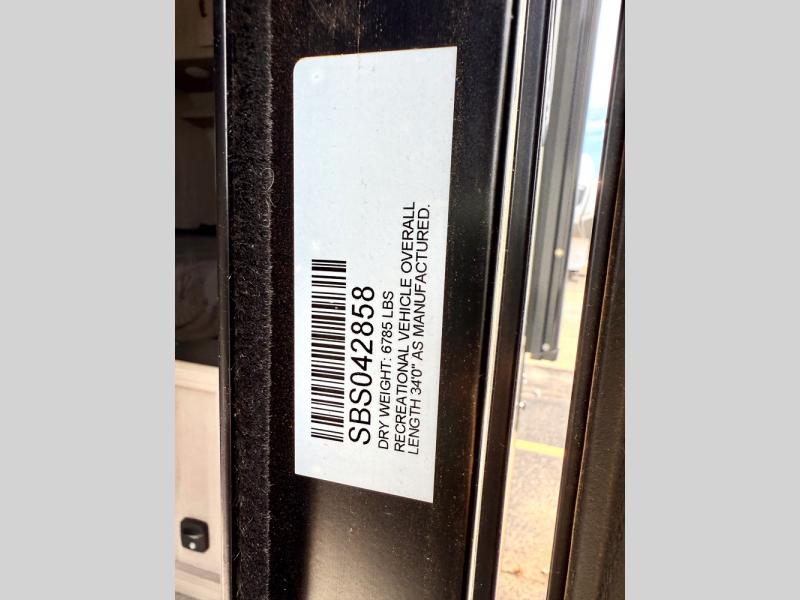 SBS042858
DRY WEIGHT: 6785 LBS
RECREATIONAL VEHICLE OVERALL
LENGTH 34'0" AS MANUFACTURED.